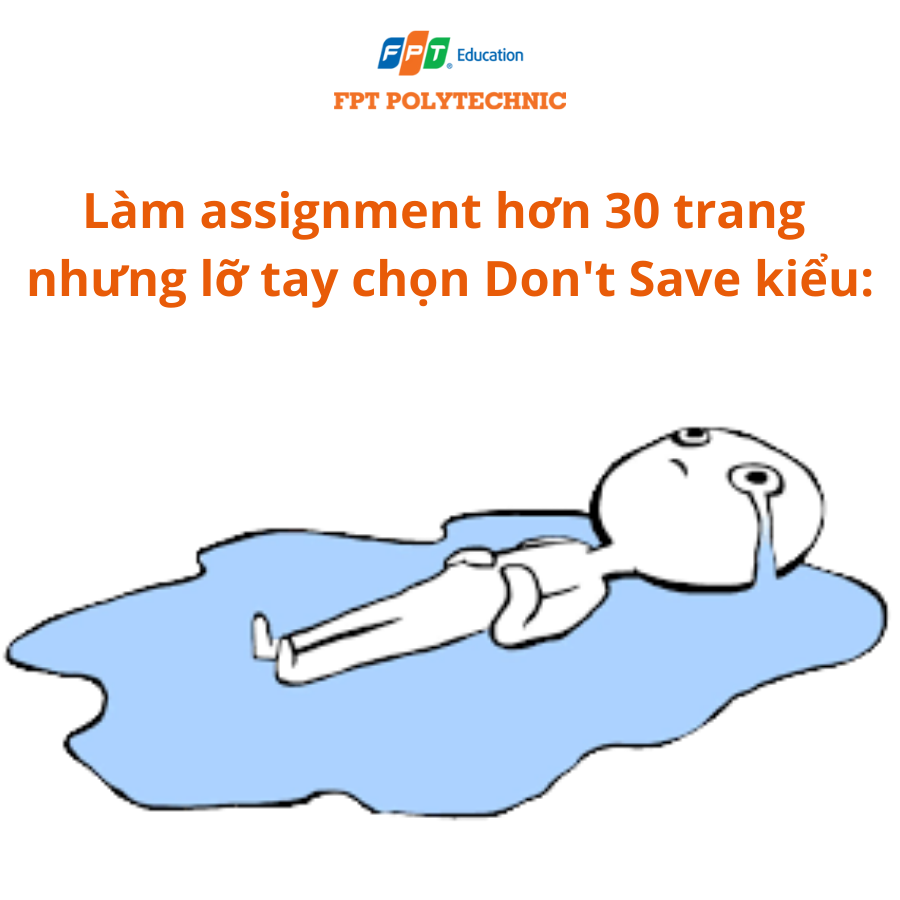 FPT Education
FPT POLYTECHNIC
Làm assignment hơn 30 trang
nhưng lỡ tay chọn Don't Save kiểu: